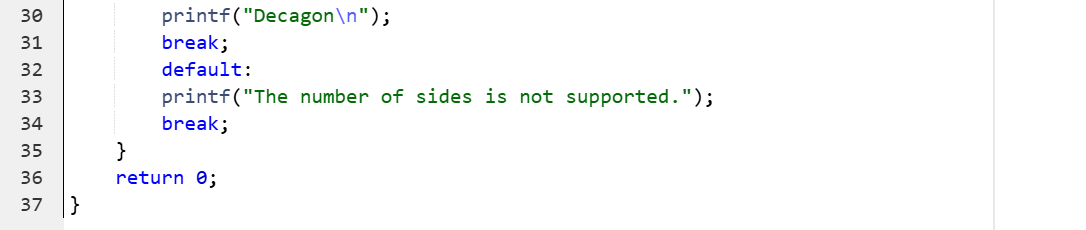 30 printf("Decagon\n");
31 break;
32 default:
33 printf("The number of sides is not supported.");
34 break;
35 }
36 return 0;
37 }